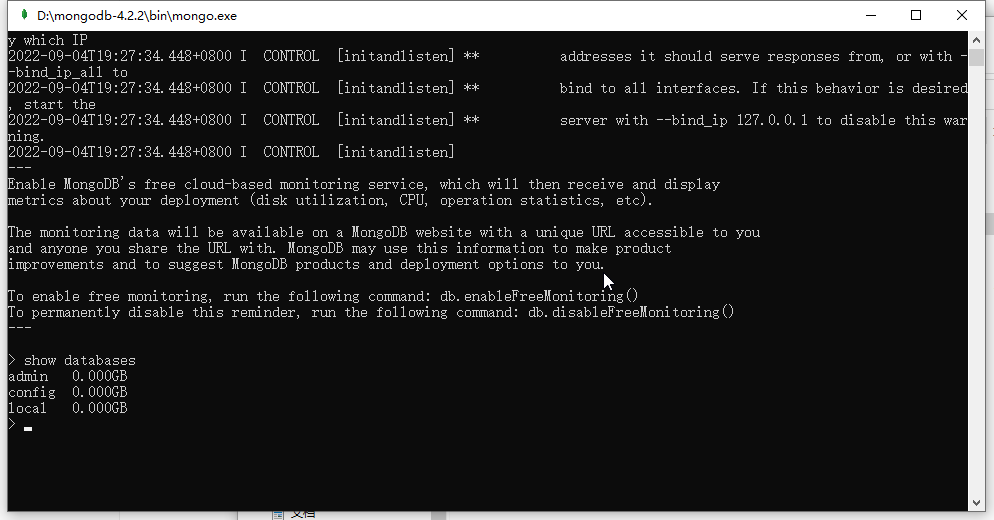 D:\mongodb-4.2.2\bin\mongo.exe
y which IP
2022-09-04T19:27:34.448+0800 I  CONTROL  [initandlisten] **          addresses it should serve responses from, or with -
-bind_ip_all to
2022-09-04T19:27:34.448+0800 I  CONTROL  [initandlisten] **          bind to all interfaces. If this behavior is desired
, start the
2022-09-04T19:27:34.448+0800 I  CONTROL  [initandlisten] **          server with --bind_ip 127.0.0.1 to disable this war
ning.
2022-09-04T19:27:34.448+0800 I  CONTROL  [initandlisten]
---
Enable MongoDB's free cloud-based monitoring service, which will then receive and display
metrics about your deployment (disk utilization, CPU, operation statistics, etc).
The monitoring data will be available on a MongoDB website with a unique URL accessible to you
and anyone you share the URL with. MongoDB may use this information to make product
improvements and to suggest MongoDB products and deployment options to you.
To enable free monitoring, run the following command: db.enableFreeMonitoring()
To permanently disable this reminder, run the following command: db.disableFreeMonitoring()
---
> show databases
admin   0.000GB
config  0.000GB
local   0.000GB
>
文档